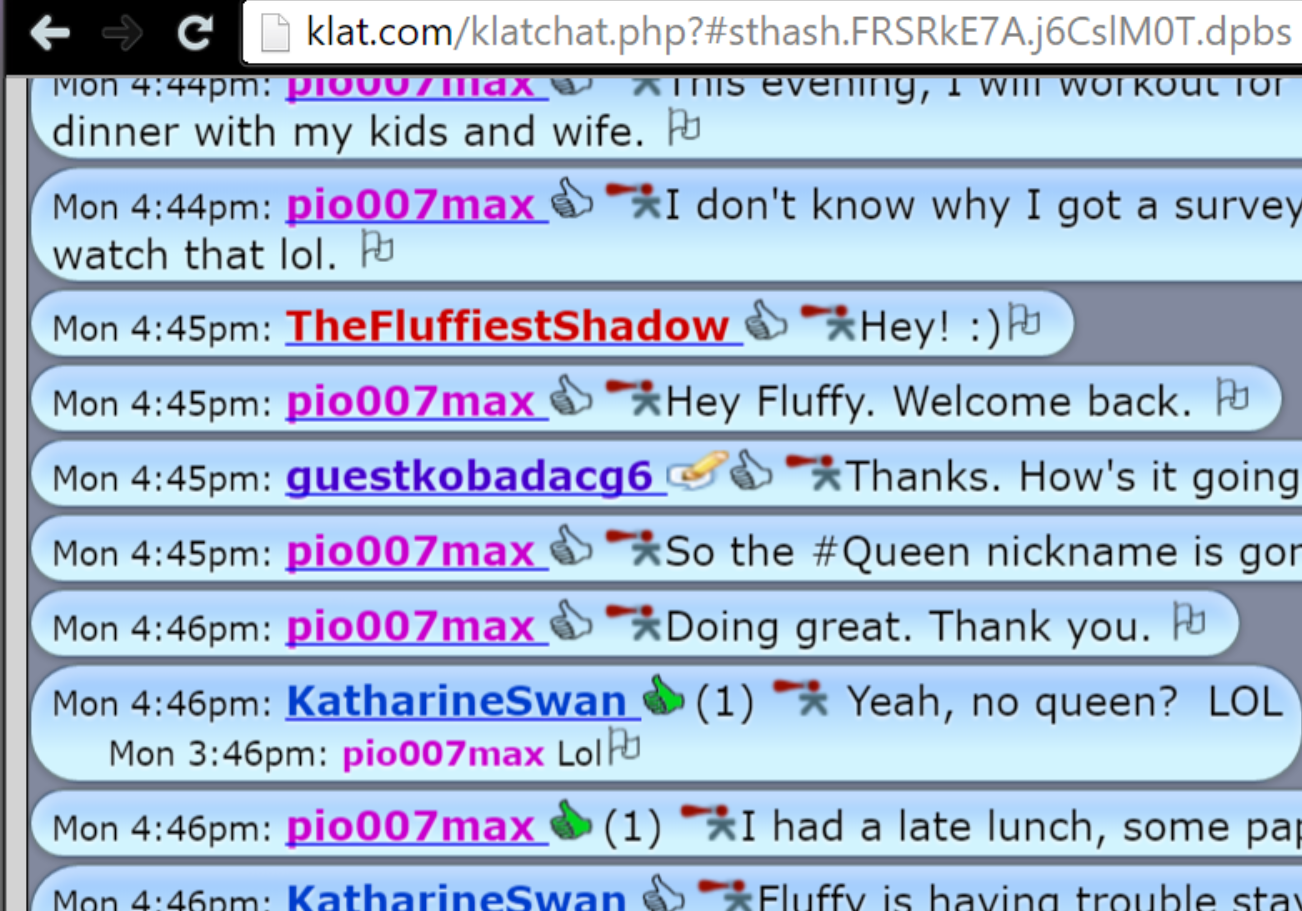 klat.com/klatchat.php?#sthash.FRSRkE7A.j6CslM0T.dpbs
Mon 4:44pm: pio007max This evening, I will workout for
dinner with my kids and wife.
Mon 4:44pm: pio007max I don't know why I got a survey
watch that lol.
Mon 4:45pm: TheFluffiestShadow Hey! :)
Mon 4:45pm: pio007max Hey Fluffy. Welcome back.
Mon 4:45pm: guestkobadacg6 Thanks. How's it going
Mon 4:45pm: pio007max So the #Queen nickname is
Mon 4:46pm: pio007max Doing great. Thank you.
Mon 4:46pm: KatharineSwan (1) Yeah, no queen? LOL
Mon 3:46pm: pio007max Lol
Mon 4:46pm: pio007max (1) I had a late lunch, some
Mon 4:46pm: KatharineSwan Fluffy is having trouble